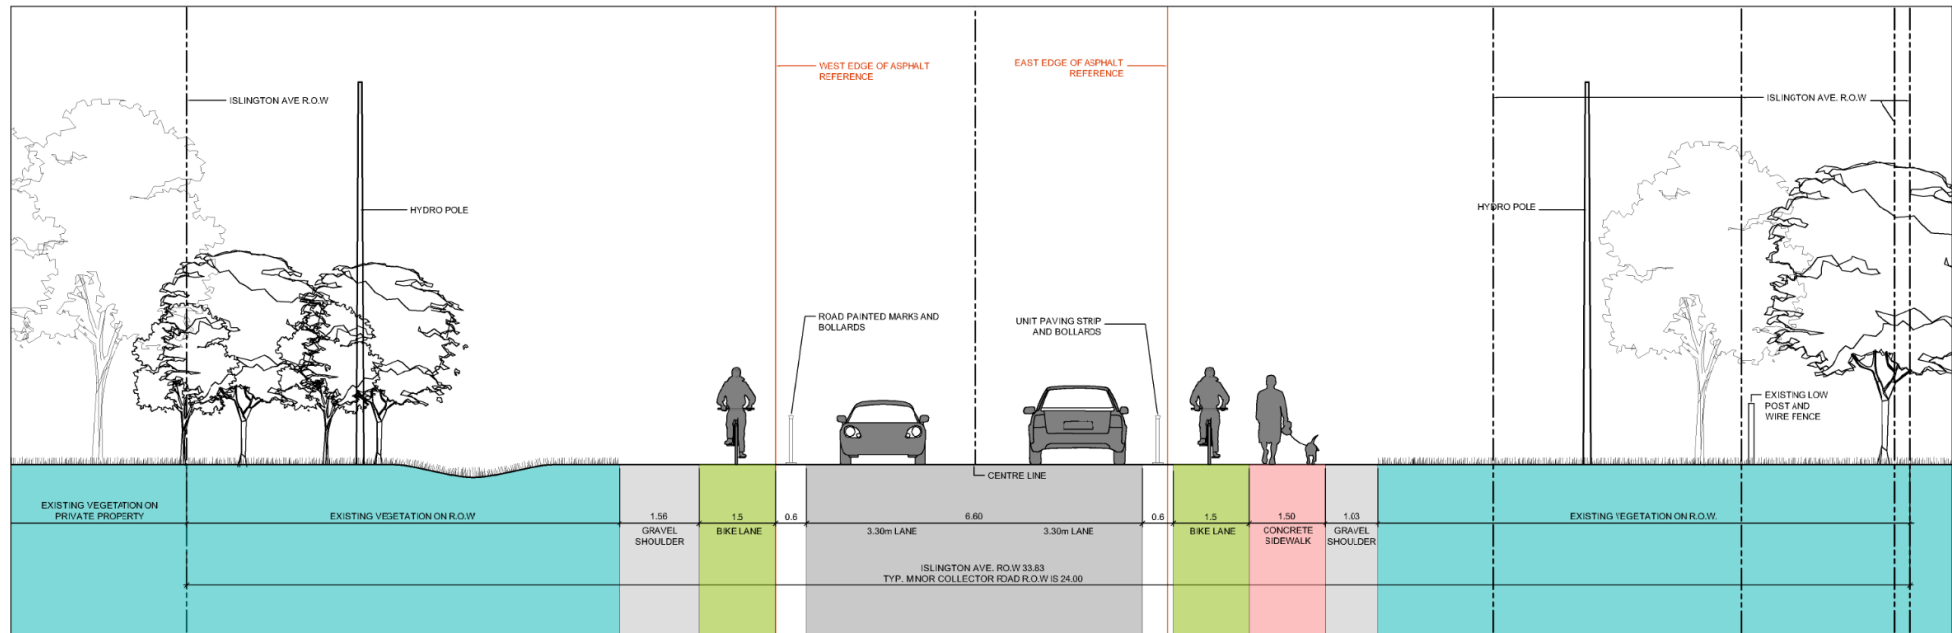 WEST EDGE OF ASPHALT
REFERENCE
EAST EDGE OF ASPHALT
REFERENCE
ISLINGTON AVE R.O.W
ISLINGTON AVE. R.O.W
HYDRO POLE
HYDRO POLE
ROAD PAINTED MARKS AND
BOLLARDS
UNIT PAVING STRIP
AND BOLLARDS
EXISTING LOW
POST AND
WIRE FENCE
CENTRE LINE
EXISTING VEGETATION ON
PRIVATE PROPERTY
EXISTING VEGETATION ON R.O.W
1.56
GRAVEL
SHOULDER
1.5
BIKE LANE
0.6
6.60
3.30m LANE
3.30m LANE
0.6
1.5
BIKE LANE
1.50
CONCRETE
SIDEWALK
1.03
GRAVEL
SHOULDER
EXISTING VEGETATION ON R.O.W.
ISLINGTON AVE. RO.W 33.83
TYP. MINOR COLLECTOR ROAD R.O.W IS 24.00